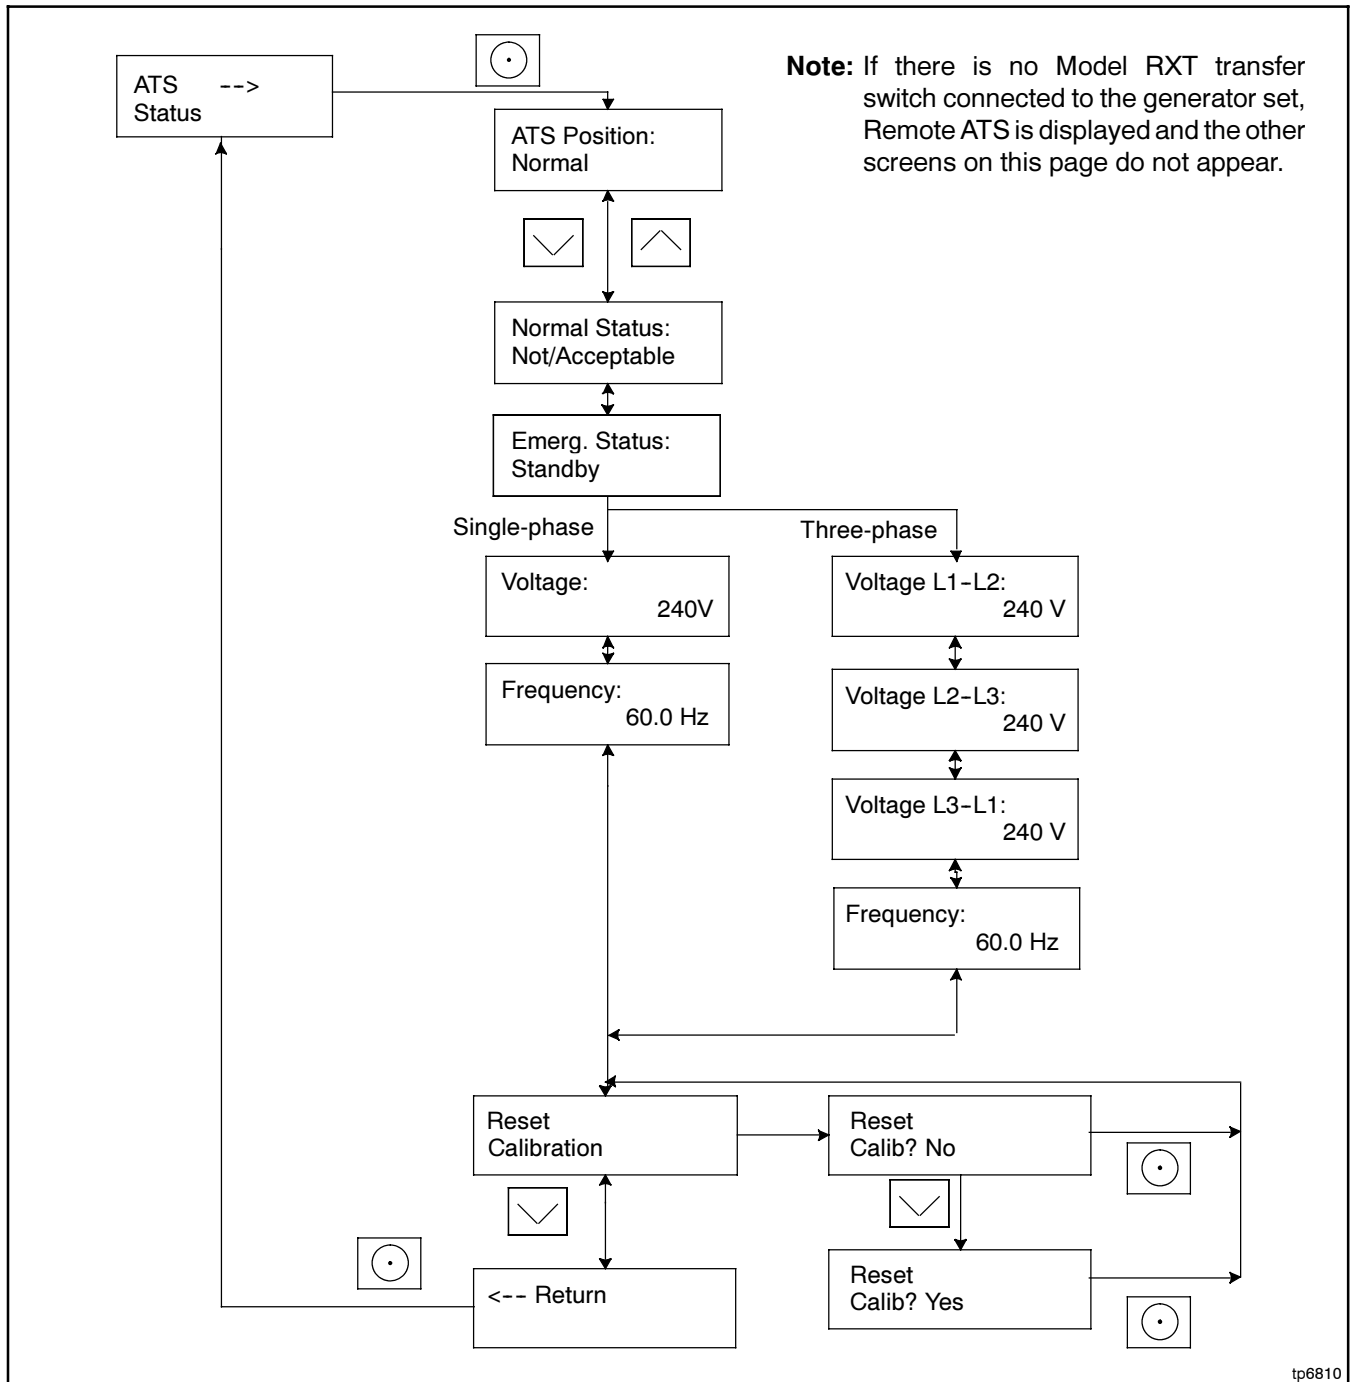 ATS -->
Status
Note: If there is no Model RXT transfer
switch connected to the generator set,
Remote ATS is displayed and the other
screens on this page do not appear.
ATS Position:
Normal
Normal Status:
Not/Acceptable
Emerg. Status:
Standby
Single-phase
Three-phase
Voltage:
240V
Frequency:
60.0 Hz
Voltage L1-L2:
240 V
Voltage L2-L3:
240 V
Voltage L3-L1:
240 V
Frequency:
60.0 Hz
Reset
Calibration
Reset
Calib? No
<-- Return
Reset
Calib? Yes
tp6810